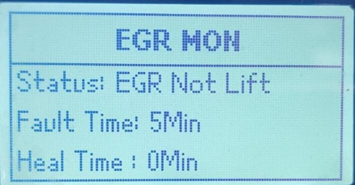 EGR MON
Status: EGR Not Lift
Fault Time: 5Min
Heal Time : 0Min